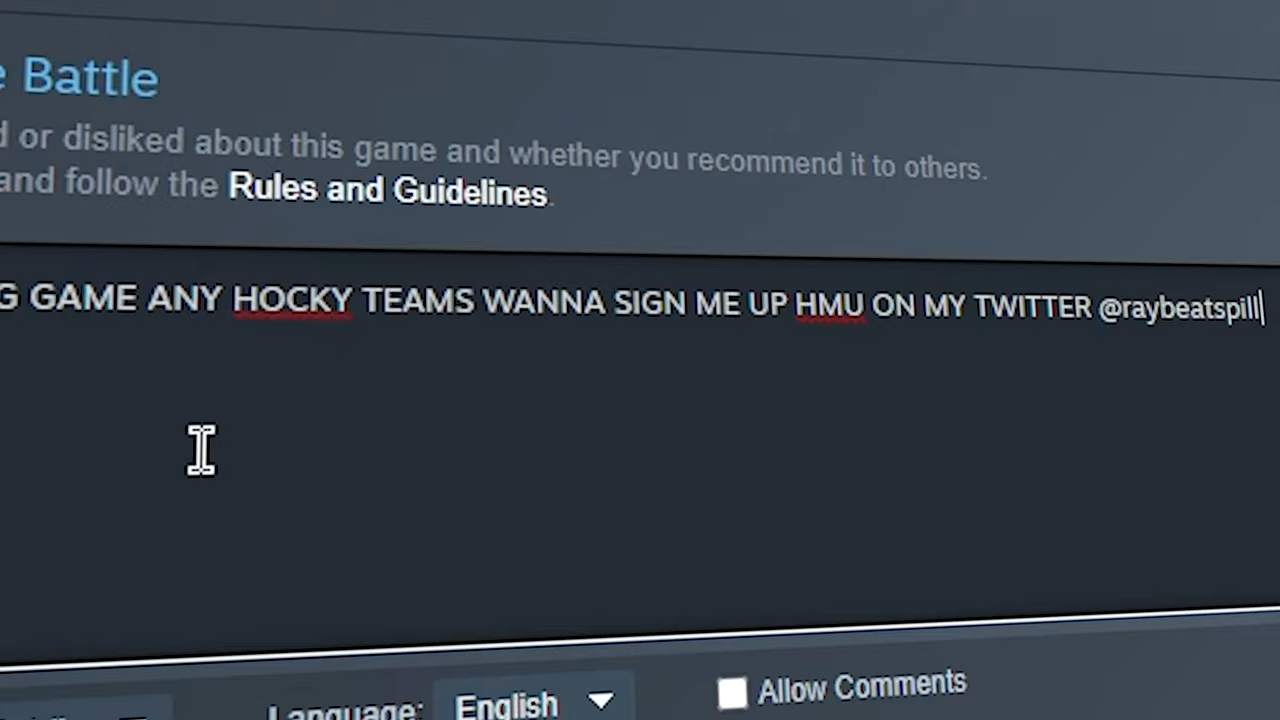 Battle
or disliked about this game and whether you recommend it to others.
and follow the Rules and Guidelines.
GAME ANY HOCKY TEAMS WANNA SIGN ME UP HMU ON MY TWITTER @raybeatspill
Language: English Allow Comments